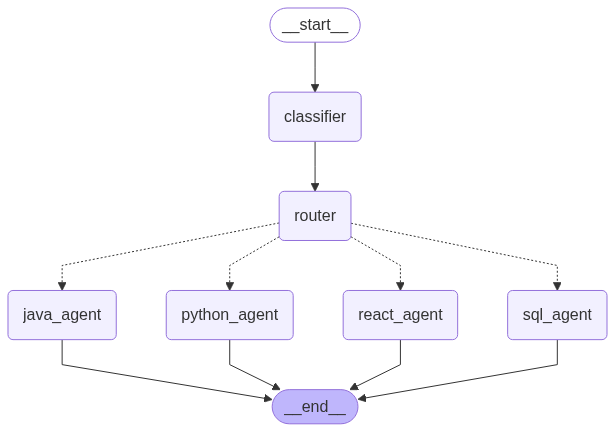 __start__
classifier
router
java_agent
python_agent
react_agent
sql_agent
__end__